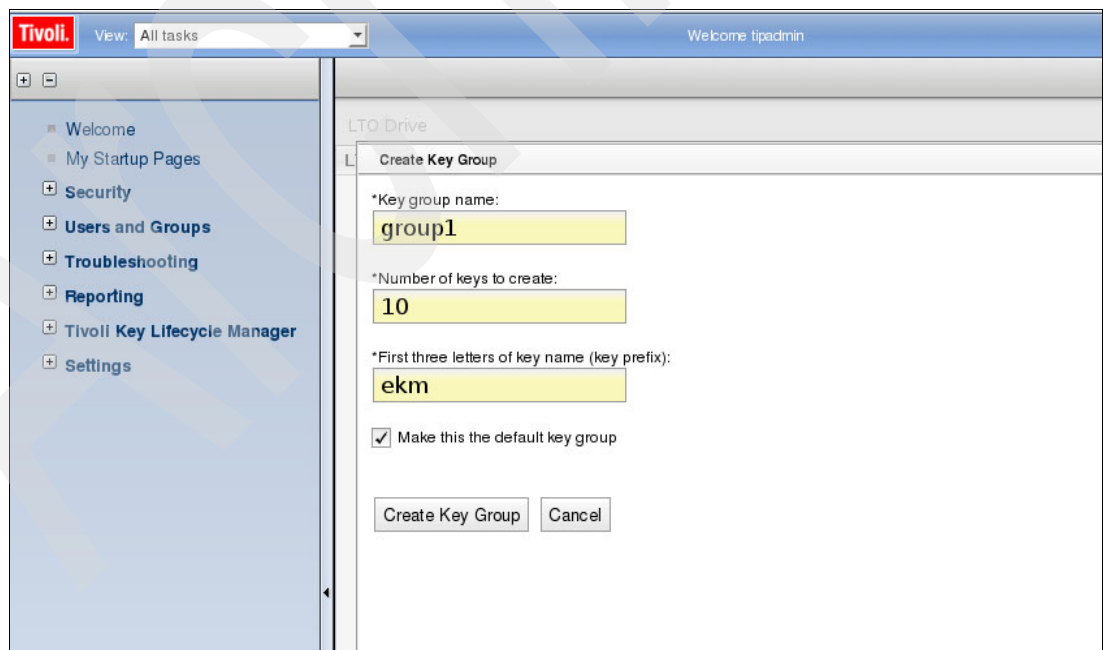 Tivoli. View: All tasks Welcome tipadmin
Welcome
My Startup Pages
Security
Users and Groups
Troubleshooting
Reporting
Tivoli Key Lifecycle Manager
Settings
LTO Drive
Create Key Group
*Key group name:
group1
*Number of keys to create:
10
*First three letters of key name (key prefix):
ekm
Make this the default key group
Create Key Group Cancel